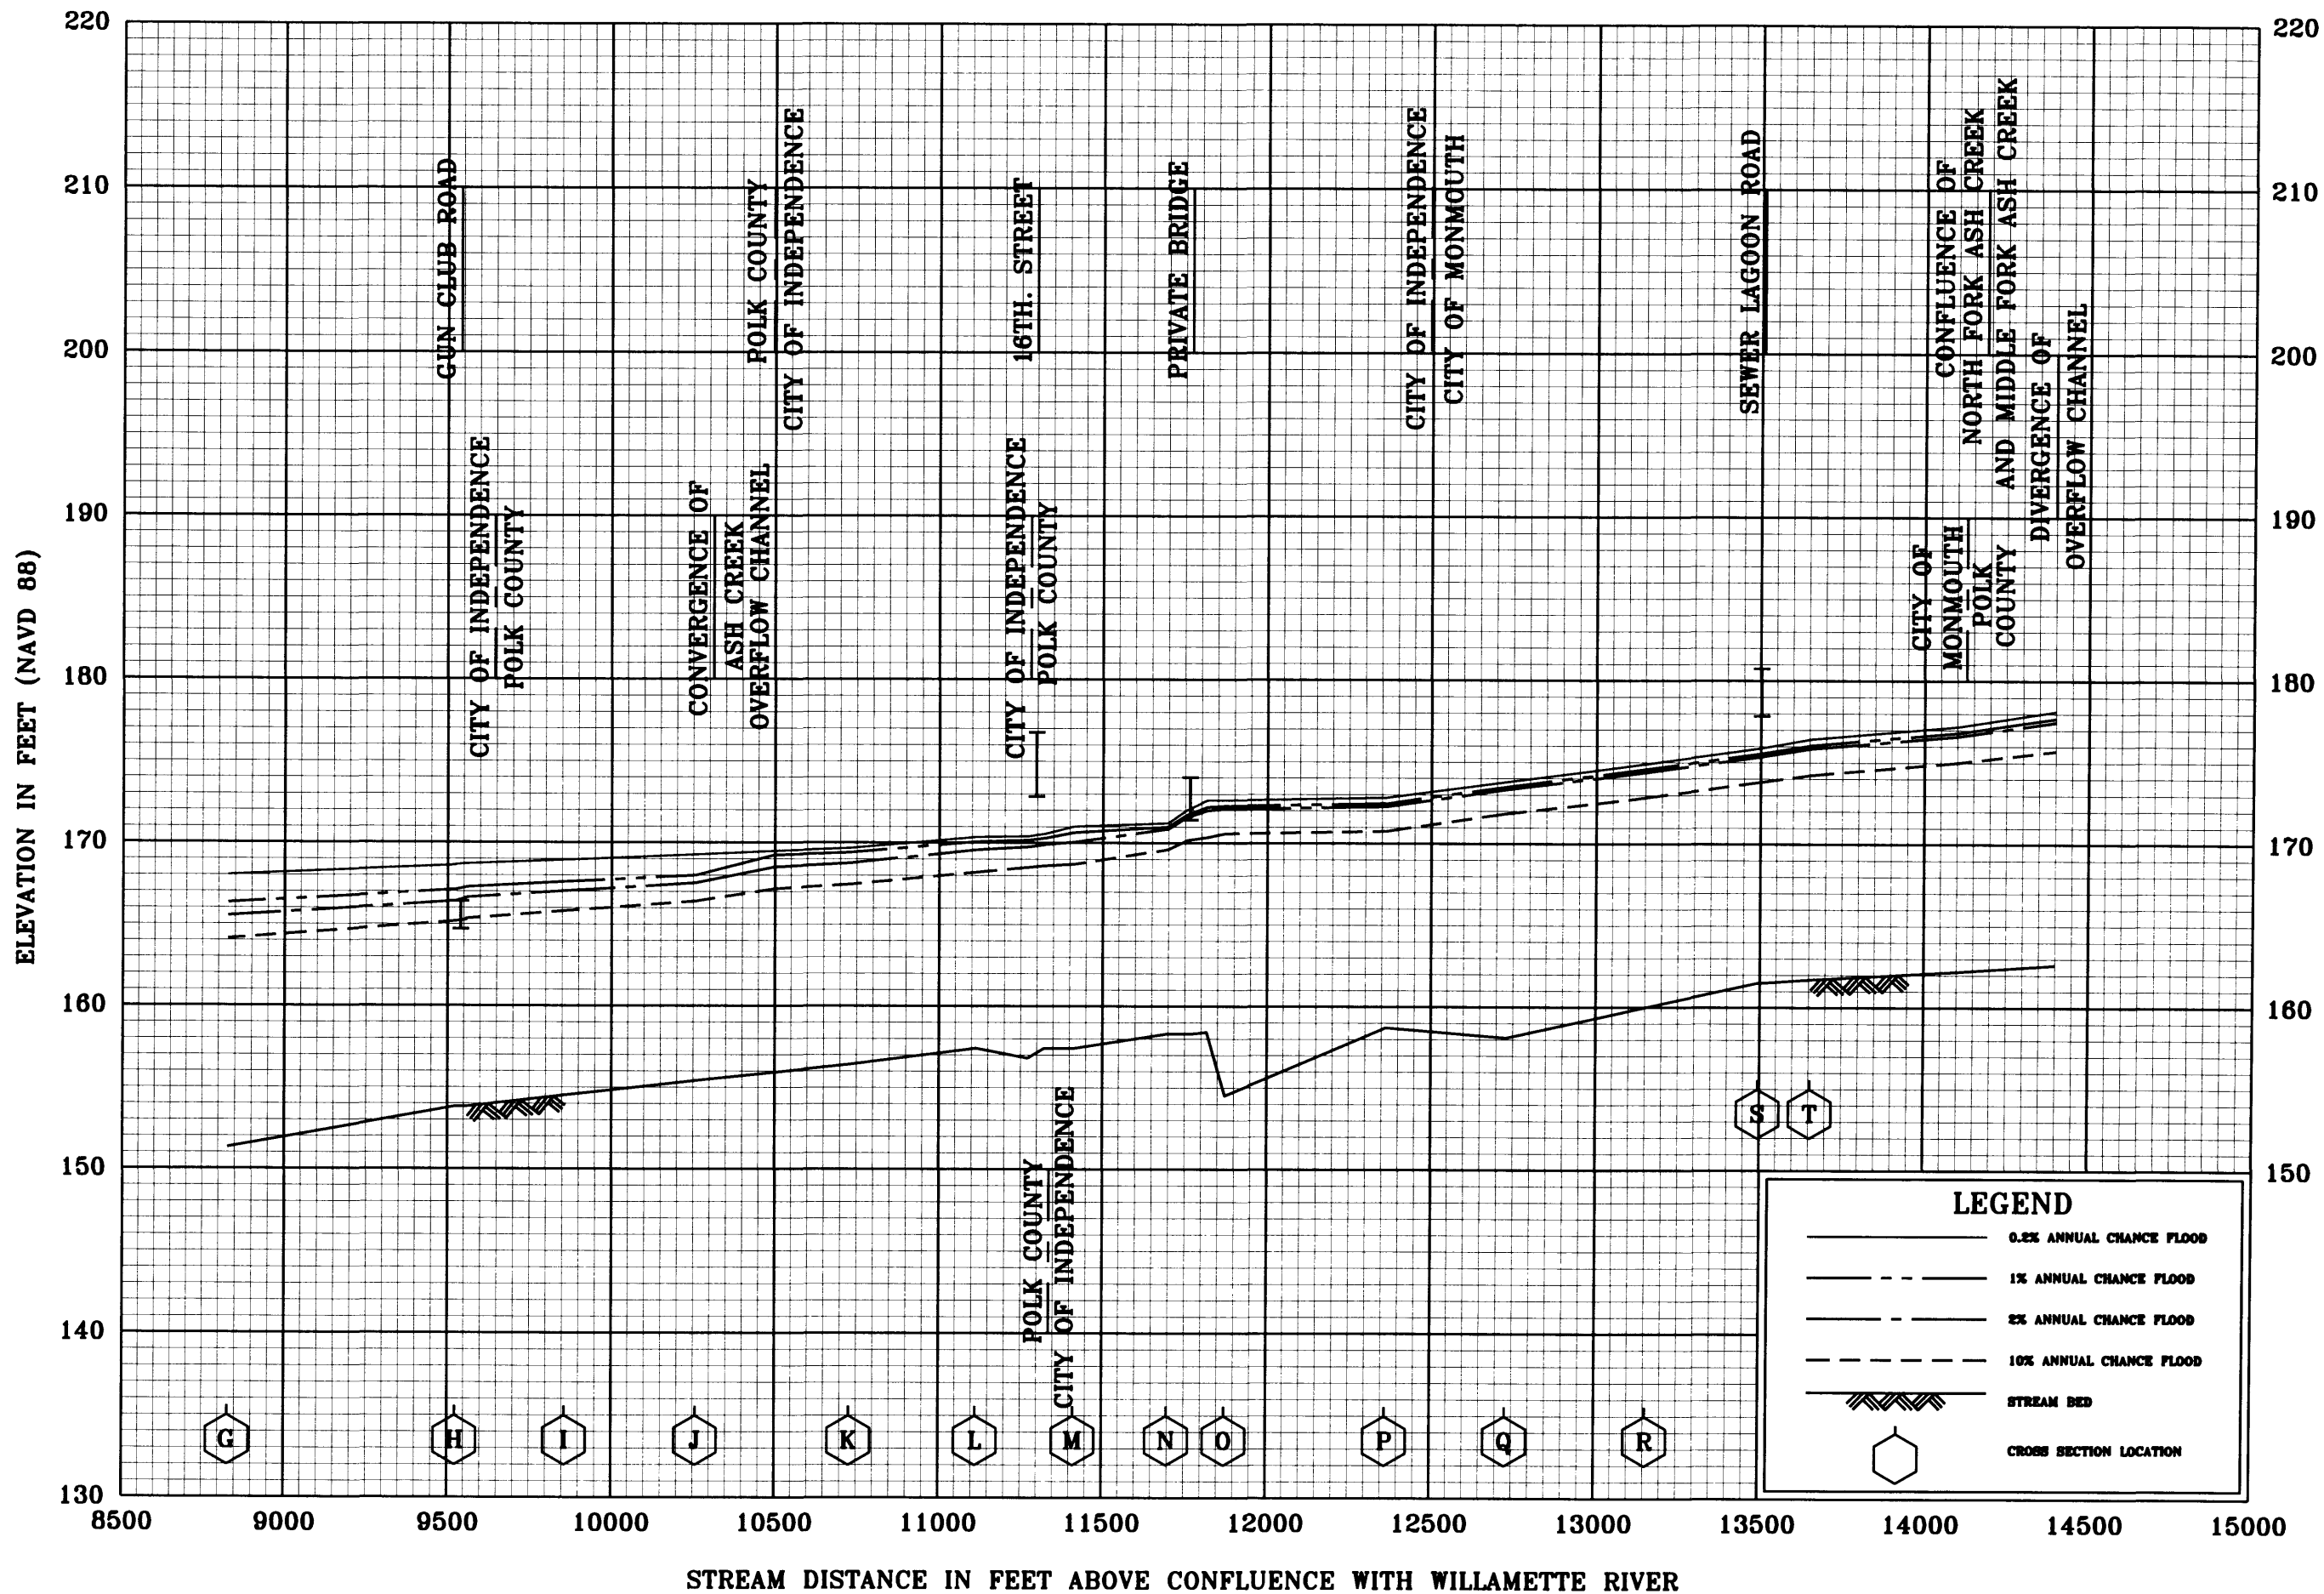 220
220
210
210
200
200
190
190
180
180
170
170
160
160
150
150
140
130
ELEVATION IN FEET (NAVD 88)
GUN CLUB ROAD
CITY OF INDEPENDENCE
POLK COUNTY
CONVERGENCE OF
ASH CREEK
OVERFLOW CHANNEL
POLK COUNTY
CITY OF INDEPENDENCE
16TH. STREET
CITY OF INDEPENDENCE
POLK COUNTY
POLK COUNTY
CITY OF INDEPENDENCE
PRIVATE BRIDGE
CITY OF INDEPENDENCE
CITY OF MONMOUTH
SEWER LAGOON ROAD
CITY OF
MONMOUTH
POLK
COUNTY
CONFLUENCE OF
NORTH FORK ASH CREEK
AND MIDDLE FORK ASH CREEK
DIVERGENCE OF
OVERFLOW CHANNEL
S T
G H I J K L M N O P Q R
LEGEND
0.2% ANNUAL CHANCE FLOOD
1% ANNUAL CHANCE FLOOD
2% ANNUAL CHANCE FLOOD
10% ANNUAL CHANCE FLOOD
STREAM BED
CROSS SECTION LOCATION
8500 9000 9500 10000 10500 11000 11500 12000 12500 13000 13500 14000 14500 15000
STREAM DISTANCE IN FEET ABOVE CONFLUENCE WITH WILLAMETTE RIVER